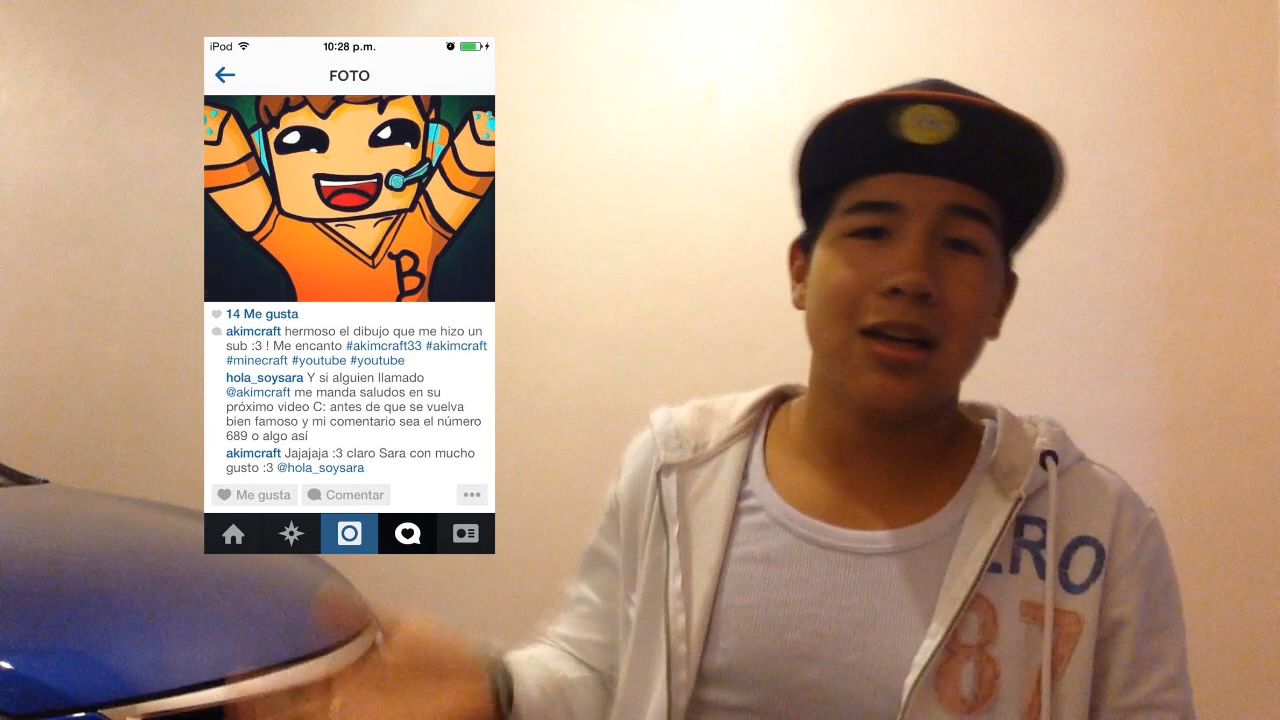 iPod 10:28 p.m.
FOTO
B
14 Me gusta
akimcraft hermoso el dibujo que me hizo un
sub :3 ! Me encanto #akimcraft33 #akimcraft
#minecraft #youtube #youtube
hola_soysara Y si alguien llamado
@akimcraft me manda saludos en su
próximo video C: antes de que se vuelva
bien famoso y mi comentario sea el número
689 o algo así
akimcraft Jajajaja :3 claro Sara con mucho
gusto :3 @hola_soysara
Me gusta Comentar
RO
87